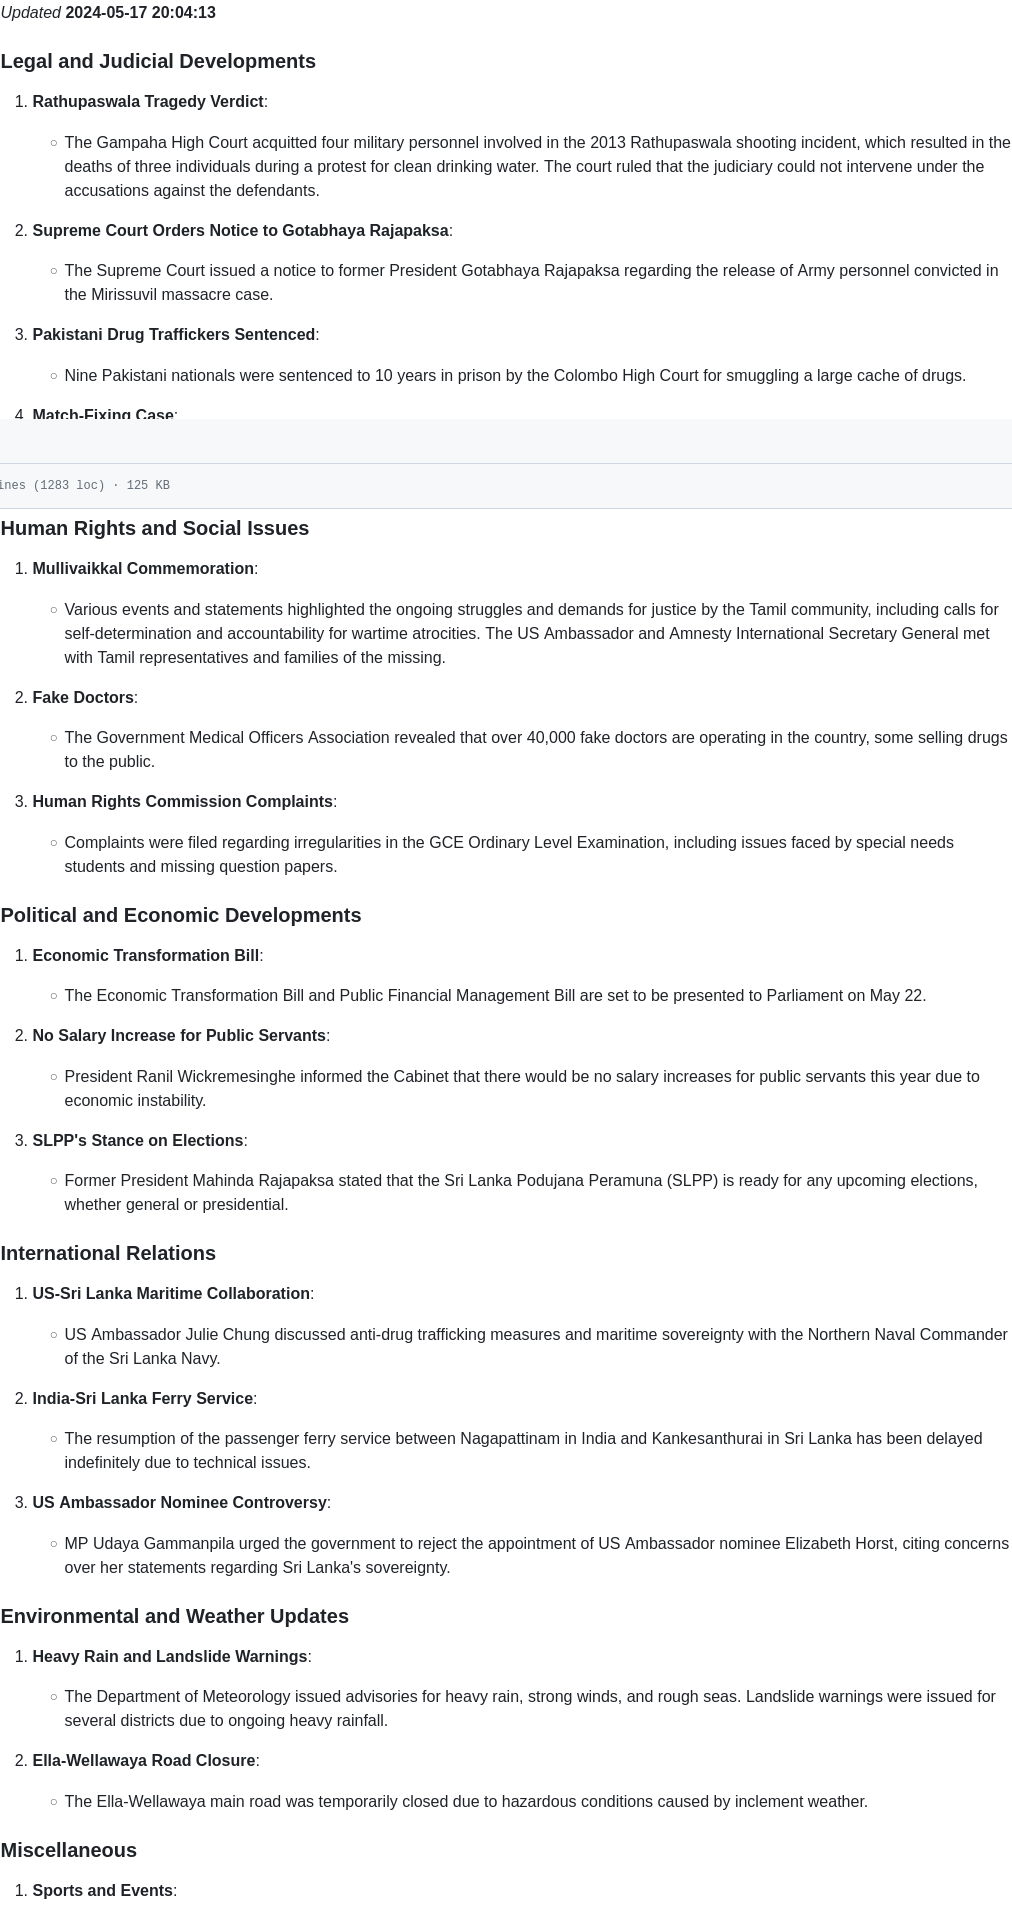 Updated 2024-05-17 20:04:13
Legal and Judicial Developments
1. Rathupaswala Tragedy Verdict:
○ The Gampaha High Court acquitted four military personnel involved in the 2013 Rathupaswala shooting incident, which resulted in the
deaths of three individuals during a protest for clean drinking water. The court ruled that the judiciary could not intervene under the
accusations against the defendants.
2. Supreme Court Orders Notice to Gotabhaya Rajapaksa:
○ The Supreme Court issued a notice to former President Gotabhaya Rajapaksa regarding the release of Army personnel convicted in
the Mirissuvil massacre case.
3. Pakistani Drug Traffickers Sentenced:
○ Nine Pakistani nationals were sentenced to 10 years in prison by the Colombo High Court for smuggling a large cache of drugs.
4. Match-Fixing Case:
ines (1283 loc) · 125 KB
Human Rights and Social Issues
1. Mullivaikkal Commemoration:
○ Various events and statements highlighted the ongoing struggles and demands for justice by the Tamil community, including calls for
self-determination and accountability for wartime atrocities. The US Ambassador and Amnesty International Secretary General met
with Tamil representatives and families of the missing.
2. Fake Doctors:
○ The Government Medical Officers Association revealed that over 40,000 fake doctors are operating in the country, some selling drugs
to the public.
3. Human Rights Commission Complaints:
○ Complaints were filed regarding irregularities in the GCE Ordinary Level Examination, including issues faced by special needs
students and missing question papers.
Political and Economic Developments
1. Economic Transformation Bill:
○ The Economic Transformation Bill and Public Financial Management Bill are set to be presented to Parliament on May 22.
2. No Salary Increase for Public Servants:
○ President Ranil Wickremesinghe informed the Cabinet that there would be no salary increases for public servants this year due to
economic instability.
3. SLPP's Stance on Elections:
○ Former President Mahinda Rajapaksa stated that the Sri Lanka Podujana Peramuna (SLPP) is ready for any upcoming elections,
whether general or presidential.
International Relations
1. US-Sri Lanka Maritime Collaboration:
○ US Ambassador Julie Chung discussed anti-drug trafficking measures and maritime sovereignty with the Northern Naval Commander
of the Sri Lanka Navy.
2. India-Sri Lanka Ferry Service:
○ The resumption of the passenger ferry service between Nagapattinam in India and Kankesanthurai in Sri Lanka has been delayed
indefinitely due to technical issues.
3. US Ambassador Nominee Controversy:
○ MP Udaya Gammanpila urged the government to reject the appointment of US Ambassador nominee Elizabeth Horst, citing concerns
over her statements regarding Sri Lanka's sovereignty.
Environmental and Weather Updates
1. Heavy Rain and Landslide Warnings:
○ The Department of Meteorology issued advisories for heavy rain, strong winds, and rough seas. Landslide warnings were issued for
several districts due to ongoing heavy rainfall.
2. Ella-Wellawaya Road Closure:
○ The Ella-Wellawaya main road was temporarily closed due to hazardous conditions caused by inclement weather.
Miscellaneous
1. Sports and Events: